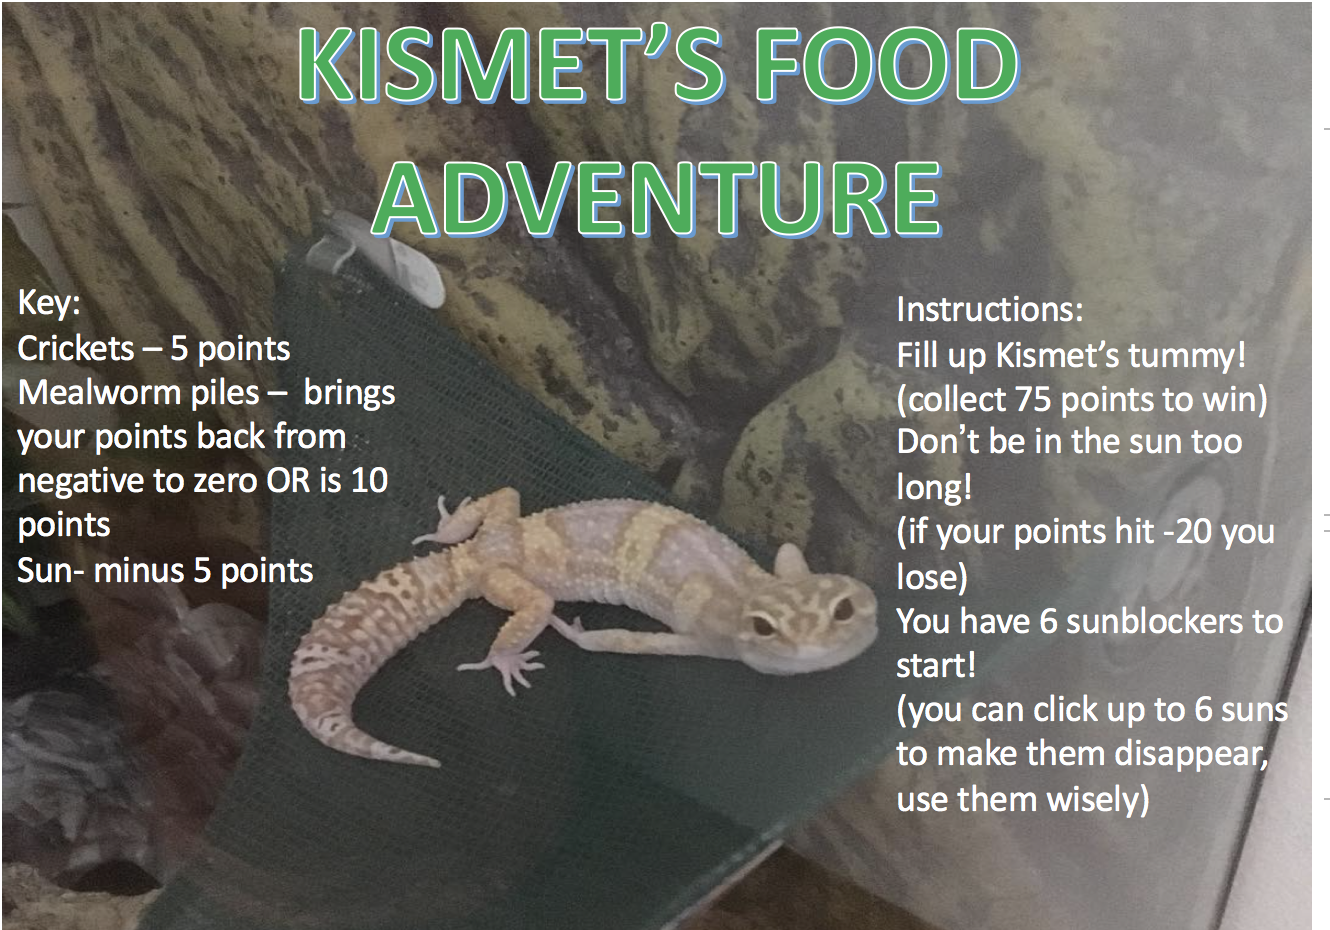 KISMET’S FOOD
ADVENTURE
Key:
Crickets – 5 points
Mealworm piles –  brings
your points back from
negative to zero OR is 10
points
Sun- minus 5 points
Instructions:
Fill up Kismet’s tummy!
(collect 75 points to win)
Don’t be in the sun too
long!
(if your points hit -20 you
lose)
You have 6 sunblockers to
start!
(you can click up to 6 suns
to make them disappear,
use them wisely)